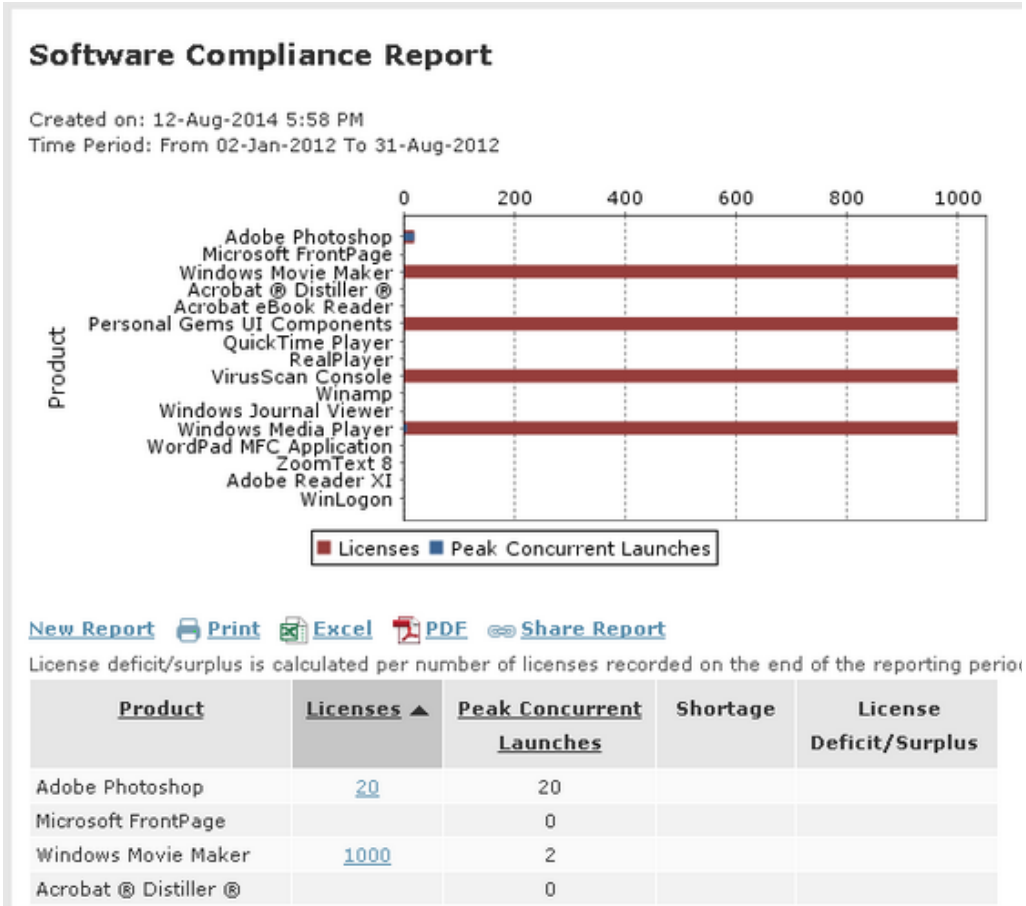 Software Compliance Report
Created on: 12-Aug-2014 5:58 PM
Time Period: From 02-Jan-2012 To 31-Aug-2012
0 200 400 600 800 1000
Product
Adobe Photoshop
Microsoft FrontPage
Windows Movie Maker
Acrobat ® Distiller ®
Acrobat eBook Reader
Personal Gems UI Components
QuickTime Player
RealPlayer
VirusScan Console
Winamp
Windows Journal Viewer
Windows Media Player
WordPad MFC Application
ZoomText 8
Adobe Reader XI
WinLogon
Licenses Peak Concurrent Launches
New Report Print Excel PDF Share Report
License deficit/surplus is calculated per number of licenses recorded on the end of the reporting perio
Product Licenses ▲ Peak Concurrent Shortage License
Launches Deficit/Surplus
Adobe Photoshop 20 20
Microsoft FrontPage 0
Windows Movie Maker 1000 2
Acrobat ® Distiller ® 0